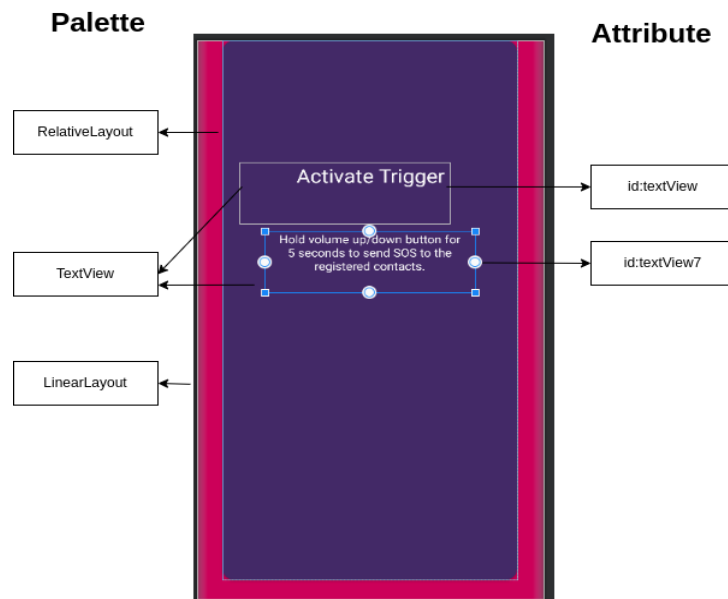 Palette
Attribute
RelativeLayout
Activate Trigger
id:textView
Hold volume up/down button for
5 seconds to send SOS to the
registered contacts.
TextView
id:textView7
LinearLayout